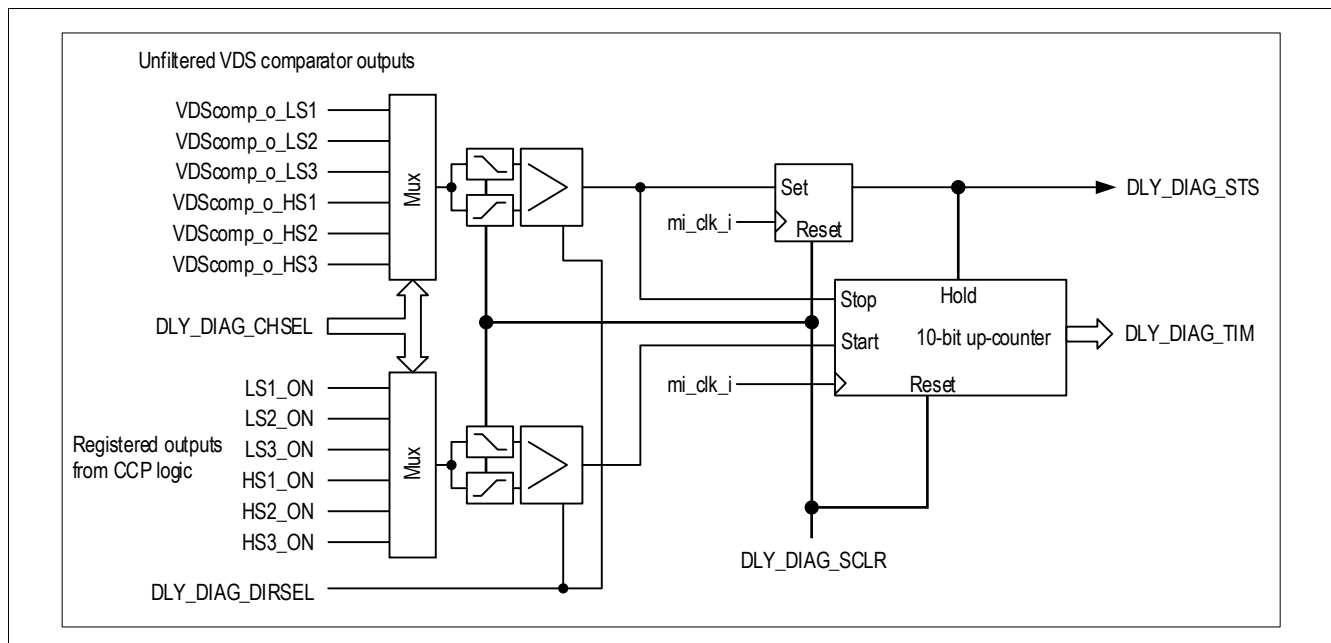 Unfiltered VDS comparator outputs
VDScomp_o_LS1
VDScomp_o_LS2
VDScomp_o_LS3
VDScomp_o_HS1
VDScomp_o_HS2
VDScomp_o_HS3
Mux
DLY_DIAG_CHSEL
Set
Reset
mi_clk_i
DLY_DIAG_STS
Stop
Hold
Start
10-bit up-counter
Reset
mi_clk_i
DLY_DIAG_TIM
LS1_ON
LS2_ON
LS3_ON
HS1_ON
HS2_ON
HS3_ON
Registered outputs
from CCP logic
Mux
DLY_DIAG_SCLR
DLY_DIAG_DIRSEL